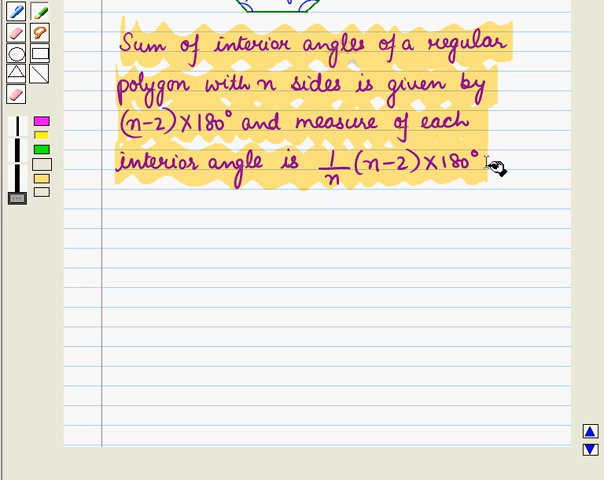 Sum of interior angles of a regular
polygon with n sides is given by
(n-2)×180° and measure of each
interior angle is 1/n (n-2)×180°